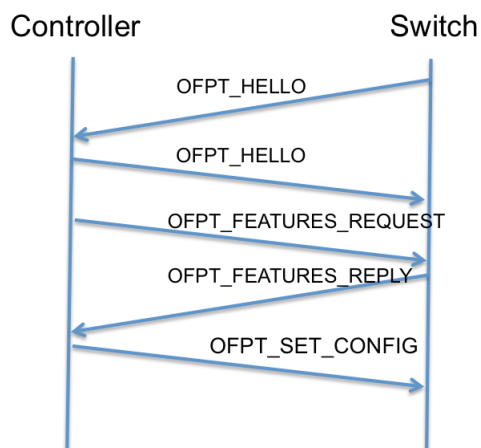 Controller
Switch
OFPT_HELLO
OFPT_HELLO
OFPT_FEATURES_REQUEST
OFPT_FEATURES_REPLY
OFPT_SET_CONFIG